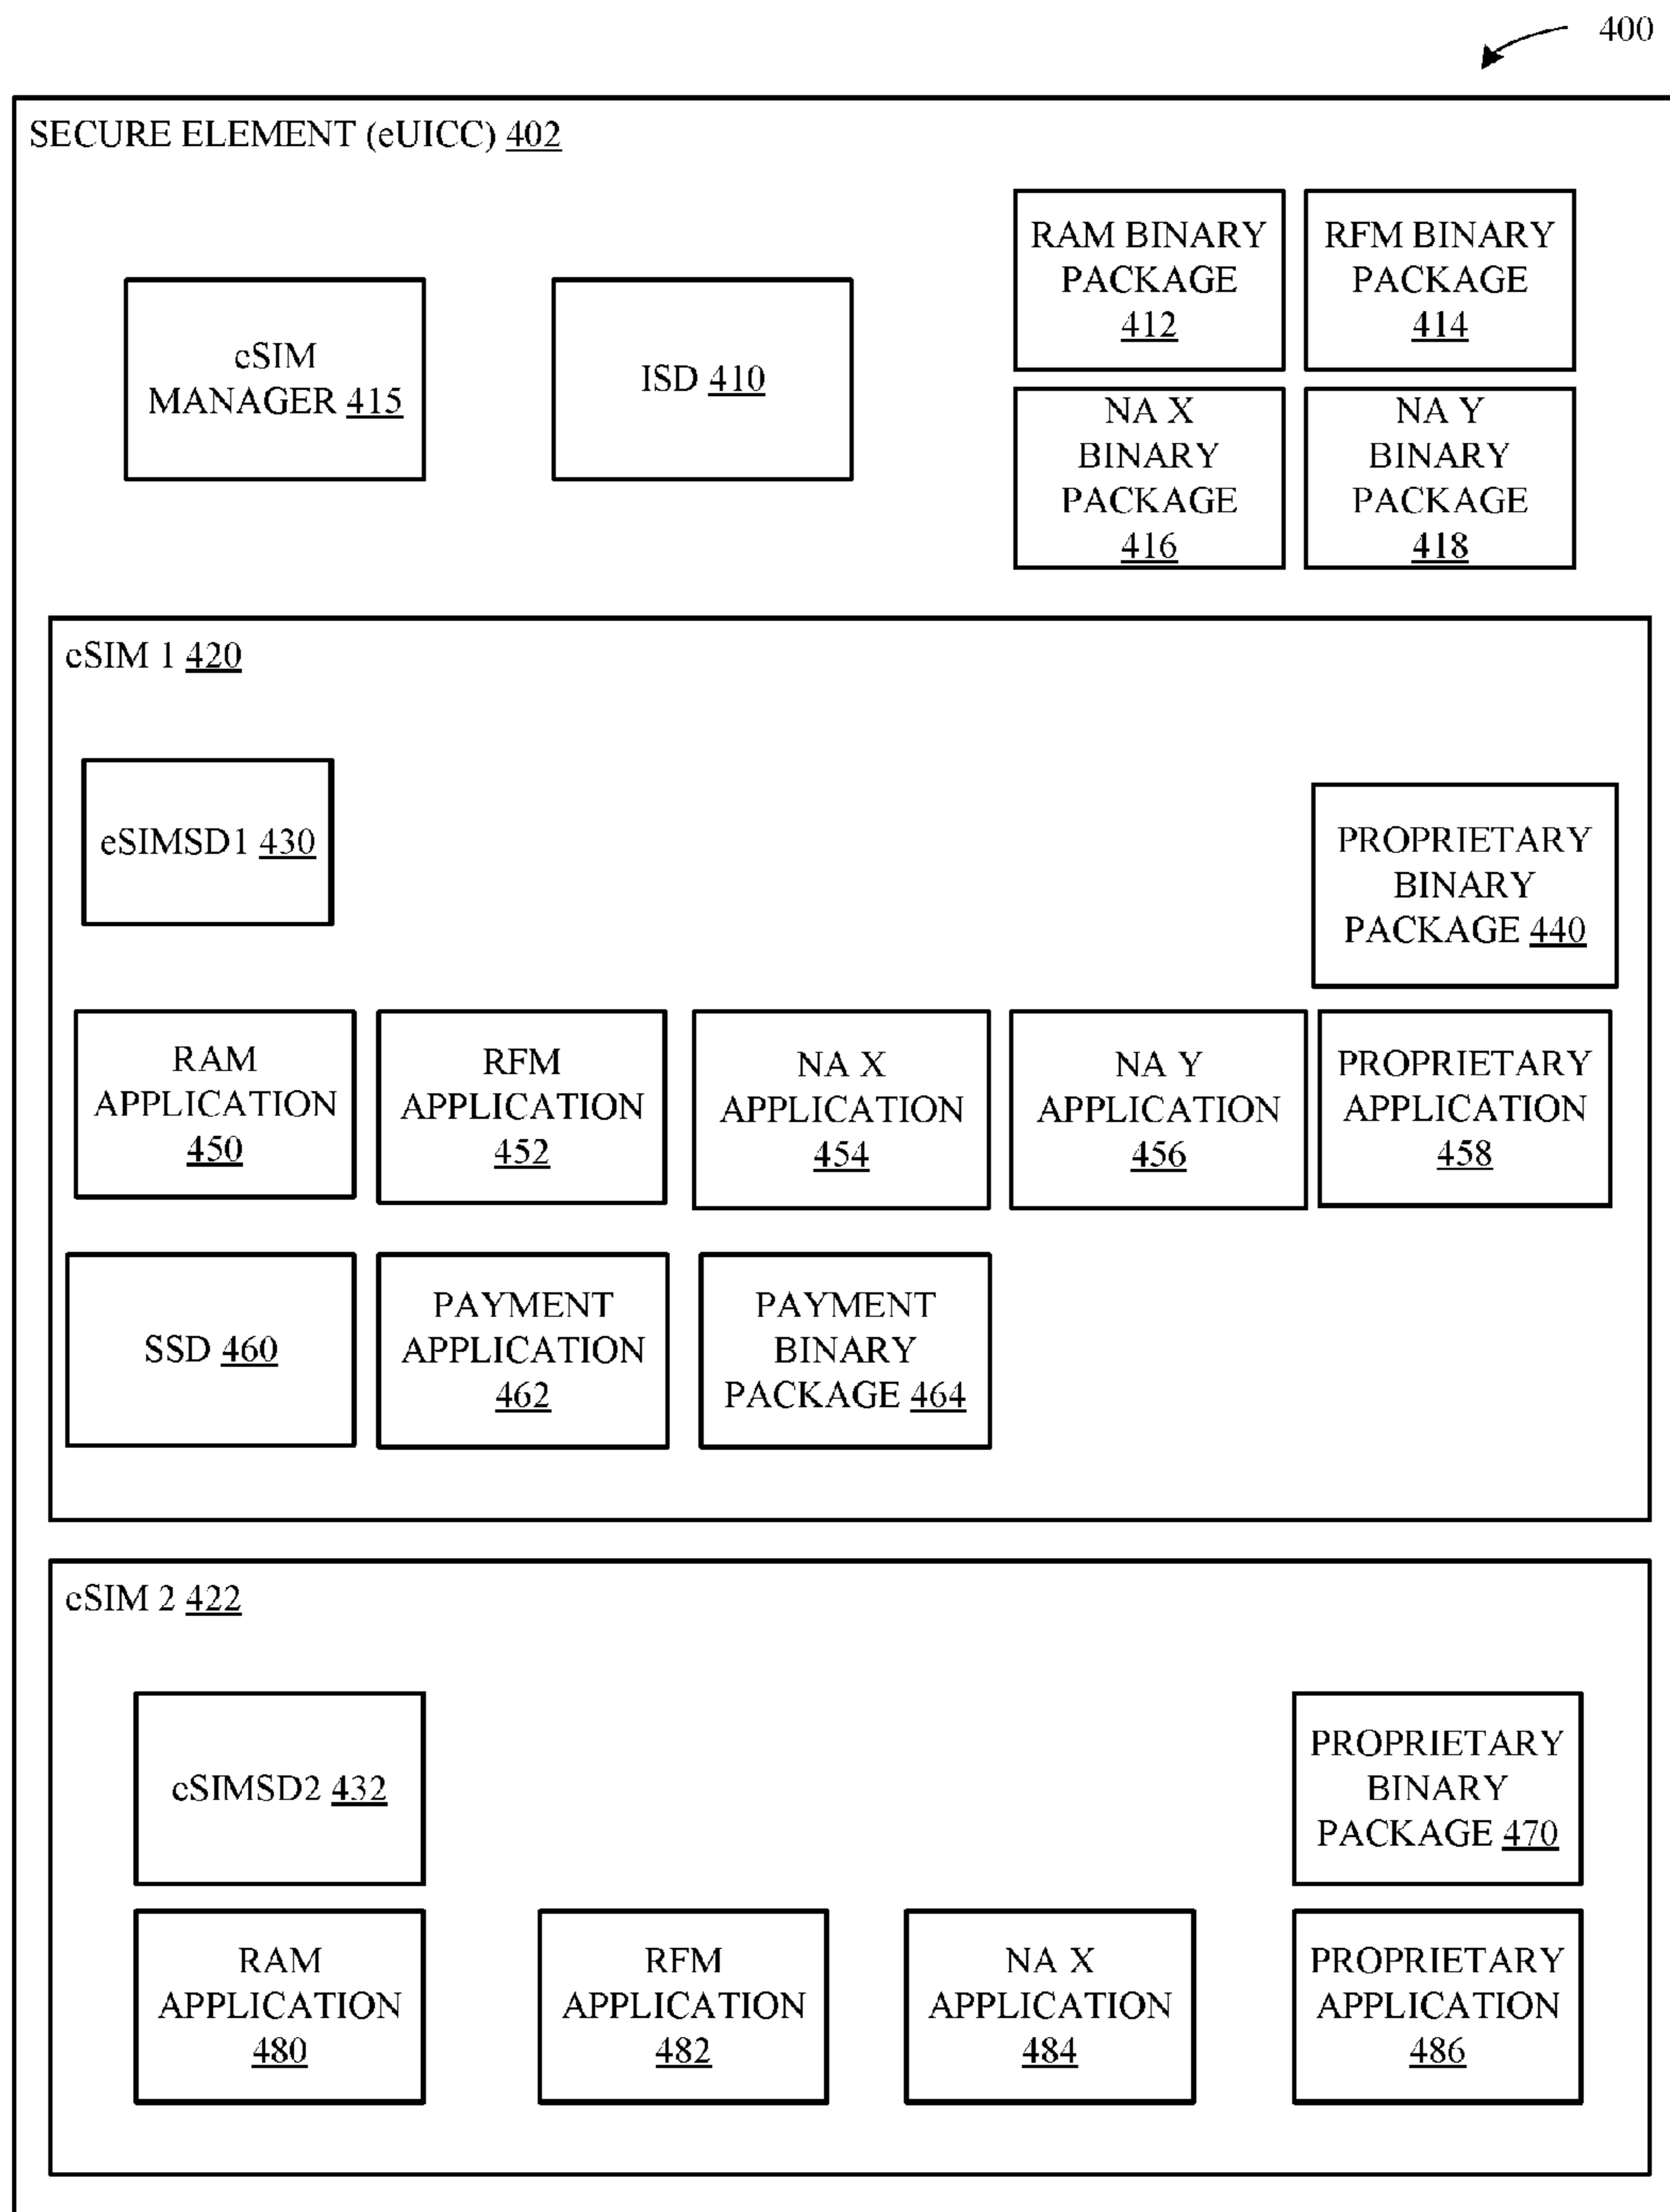 400
SECURE ELEMENT (eUICC) 402
cSIM
MANAGER 415
ISD 410
RAM BINARY
PACKAGE
412
RFM BINARY
PACKAGE
414
NA X
BINARY
PACKAGE
416
NA Y
BINARY
PACKAGE
418
cSIM 1 420
eSIMSD1 430
PROPRIETARY
BINARY
PACKAGE 440
RAM
APPLICATION
450
RFM
APPLICATION
452
NA X
APPLICATION
454
NA Y
APPLICATION
456
PROPRIETARY
APPLICATION
458
SSD 460
PAYMENT
APPLICATION
462
PAYMENT
BINARY
PACKAGE 464
cSIM 2 422
cSIMSD2 432
PROPRIETARY
BINARY
PACKAGE 470
RAM
APPLICATION
480
RFM
APPLICATION
482
NA X
APPLICATION
484
PROPRIETARY
APPLICATION
486